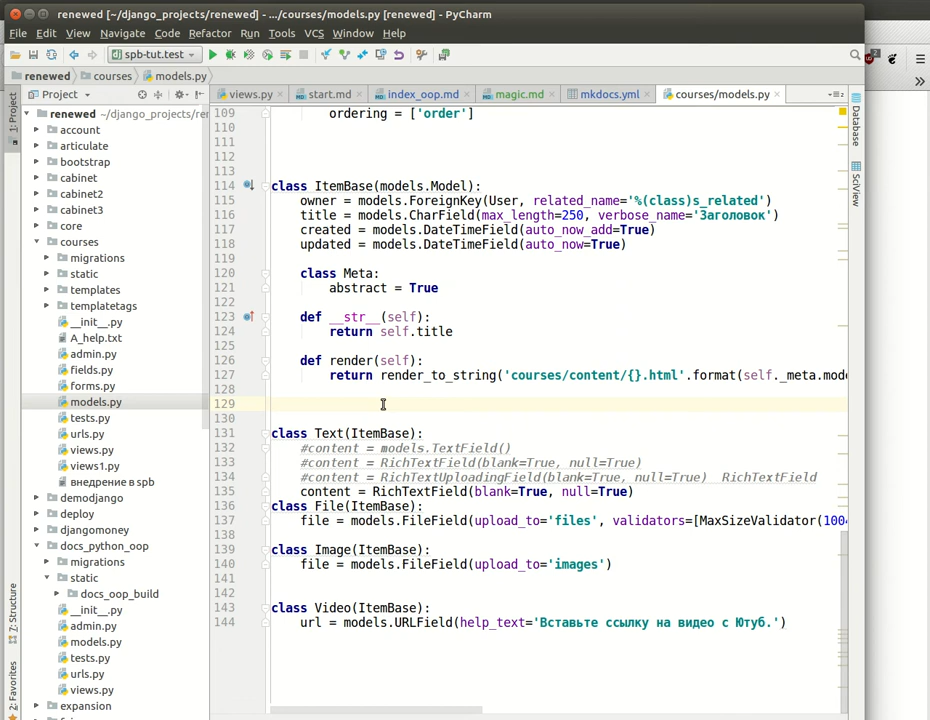 renewed [~/django_projects/renewed] - .../courses/models.py [renewed] - PyCharm
File Edit View Navigate Code Refactor Run Tools VCS Window Help
spb-tut.test
renewed courses models.py
Project views.py start.md index_oop.md magic.md mkdocs.yml courses/models.py
1: Project
7: Structure
2: Favorites
Database
SciView
renewed ~/django_projects/rer
account
articulate
bootstrap
cabinet
cabinet2
cabinet3
core
courses
migrations
static
templates
templatetags
__init__.py
A_help.txt
admin.py
fields.py
forms.py
models.py
tests.py
urls.py
views.py
views1.py
внедрение в spb
demodjango
deploy
djangomoney
docs_python_oop
migrations
static
docs_oop_build
__init__.py
admin.py
models.py
tests.py
urls.py
views.py
expansion
109 ordering = ['order']
110
111
112
113
114 class ItemBase(models.Model):
115 owner = models.ForeignKey(User, related_name='%(class)s_related')
116 title = models.CharField(max_length=250, verbose_name='Заголовок')
117 created = models.DateTimeField(auto_now_add=True)
118 updated = models.DateTimeField(auto_now=True)
119
120 class Meta:
121 abstract = True
122
123 def __str__(self):
124 return self.title
125
126 def render(self):
127 return render_to_string('courses/content/{}.html'.format(self._meta.mode
128
129
130
131 class Text(ItemBase):
132 #content = models.TextField()
133 #content = RichTextField(blank=True, null=True)
134 #content = RichTextUploadingField(blank=True, null=True) RichTextField
135 content = RichTextField(blank=True, null=True)
136 class File(ItemBase):
137 file = models.FileField(upload_to='files', validators=[MaxSizeValidator(1004
138
139 class Image(ItemBase):
140 file = models.FileField(upload_to='images')
141
142
143 class Video(ItemBase):
144 url = models.URLField(help_text='Вставьте ссылку на видео с Ютуб.')